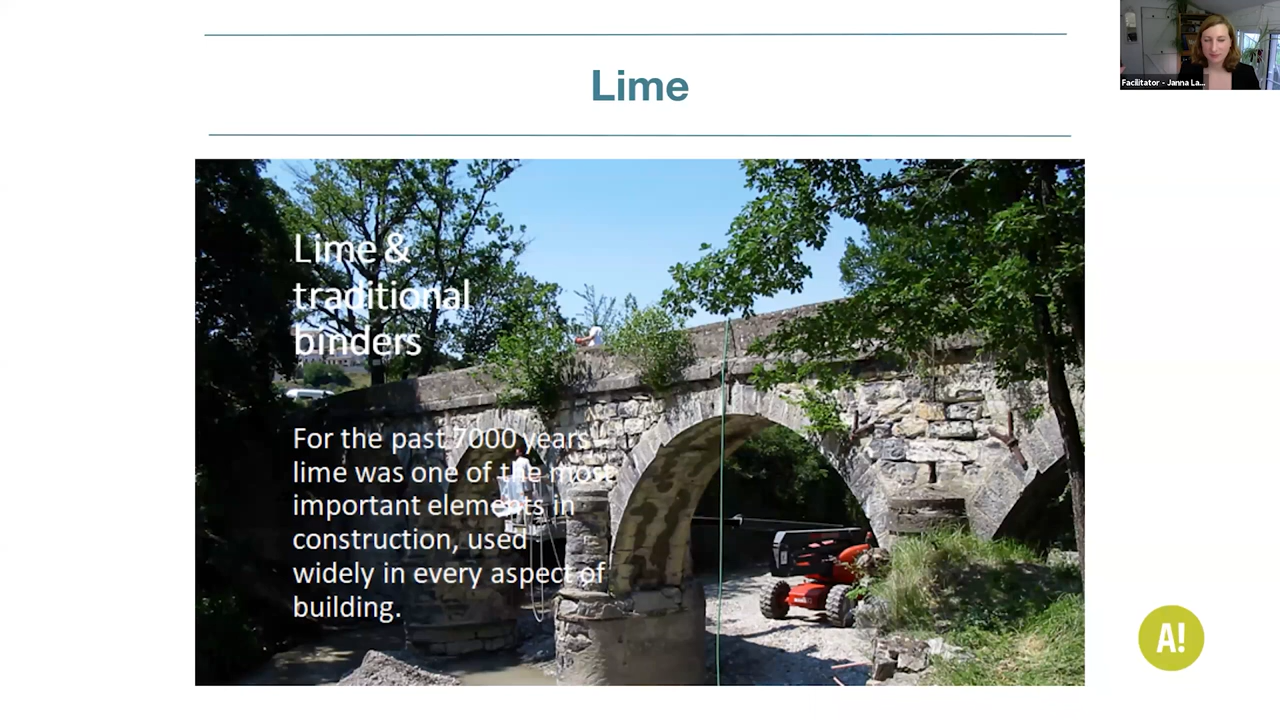 Lime
Facilitator - Janna La...
Lime &
traditional
binders
For the past 7000 years –
lime was one of the most
important elements in
construction, used
widely in every aspect of
building.
A!